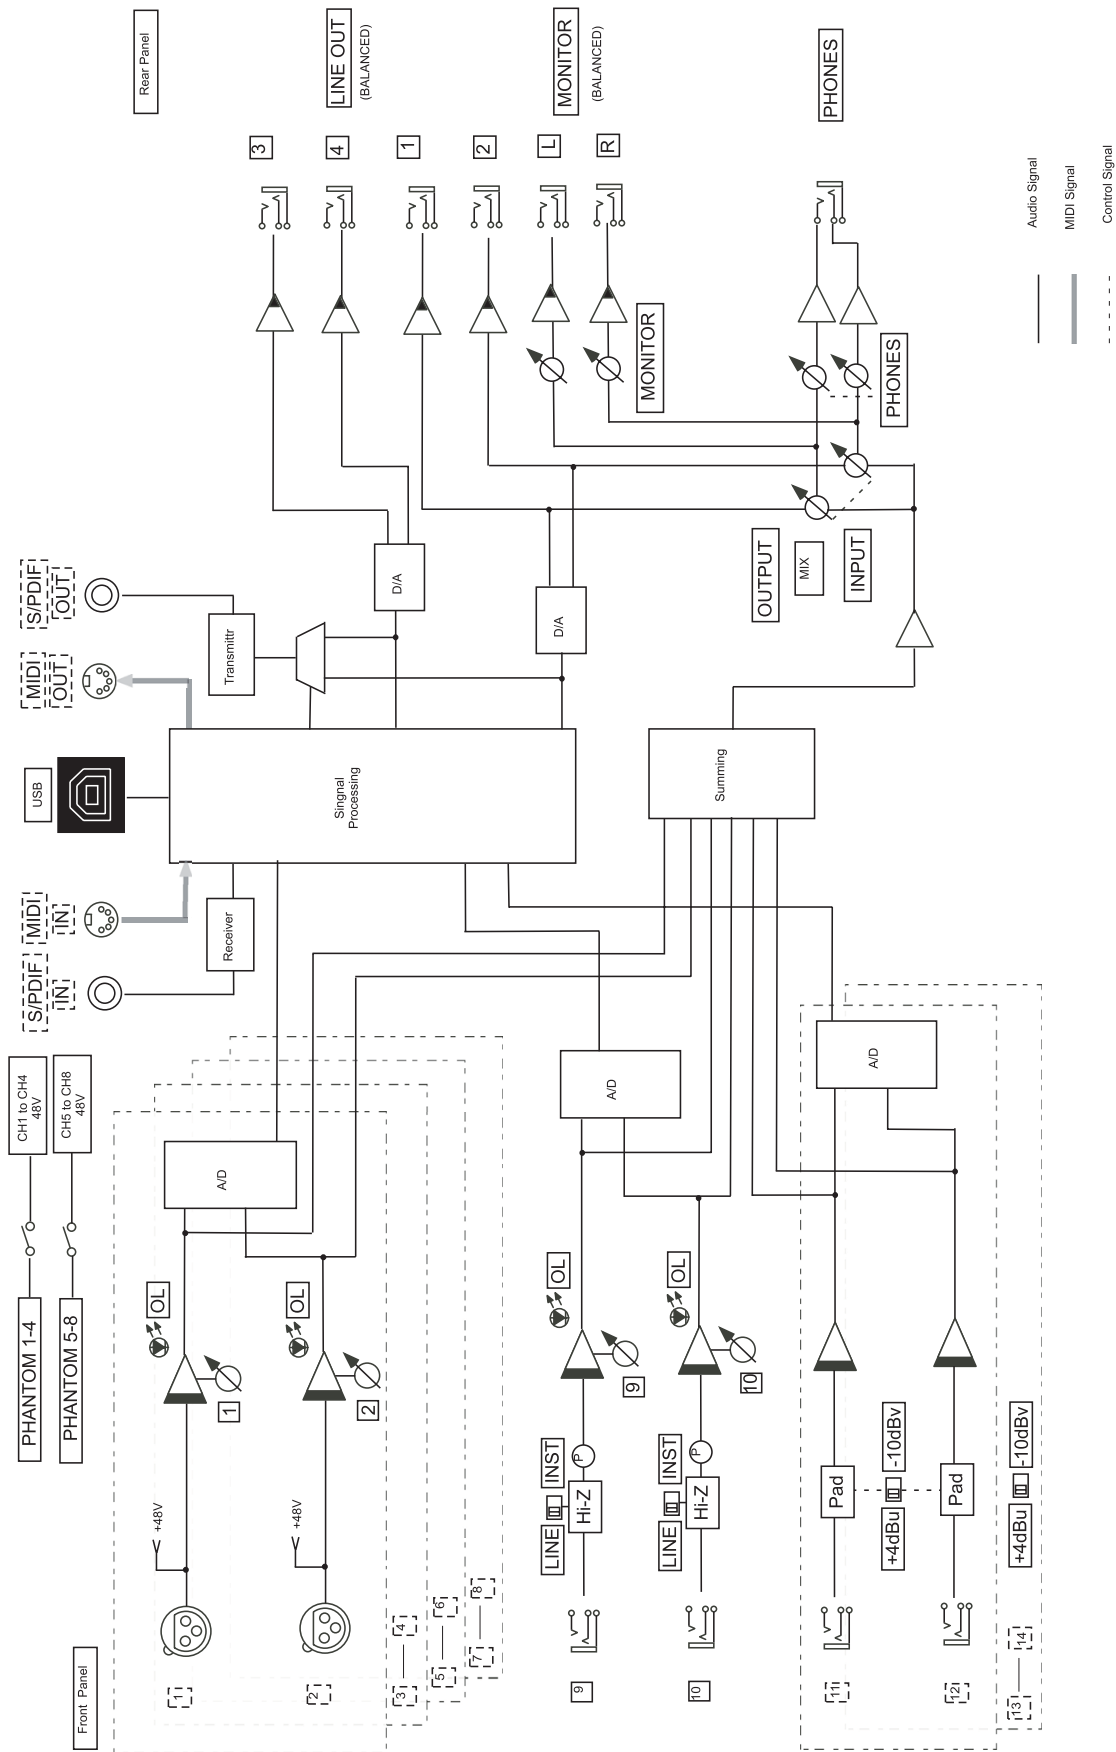 Rear Panel
LINE OUT
(BALANCED)
MONITOR
(BALANCED)
PHONES
3
4
1
2
L
R
Audio Signal
MIDI Signal
Control Signal
MONITOR
PHONES
OUTPUT
MIX
INPUT
D/A
D/A
S/PDIF
OUT
MIDI
OUT
Transmittr
USB
Singnal
Processing
Summing
MIDI
IN
S/PDIF
IN
Receiver
CH1 to CH4
48V
CH5 to CH8
48V
PHANTOM 1-4
PHANTOM 5-8
A/D
A/D
A/D
OL
OL
OL
OL
1
2
9
10
+48V
+48V
LINE
INST
P
Hi-Z
LINE
INST
P
Hi-Z
Pad
Pad
+4dBu
-10dBv
+4dBu
-10dBv
Front Panel
1
2
3
4
5
6
7
8
9
10
11
12
13
14